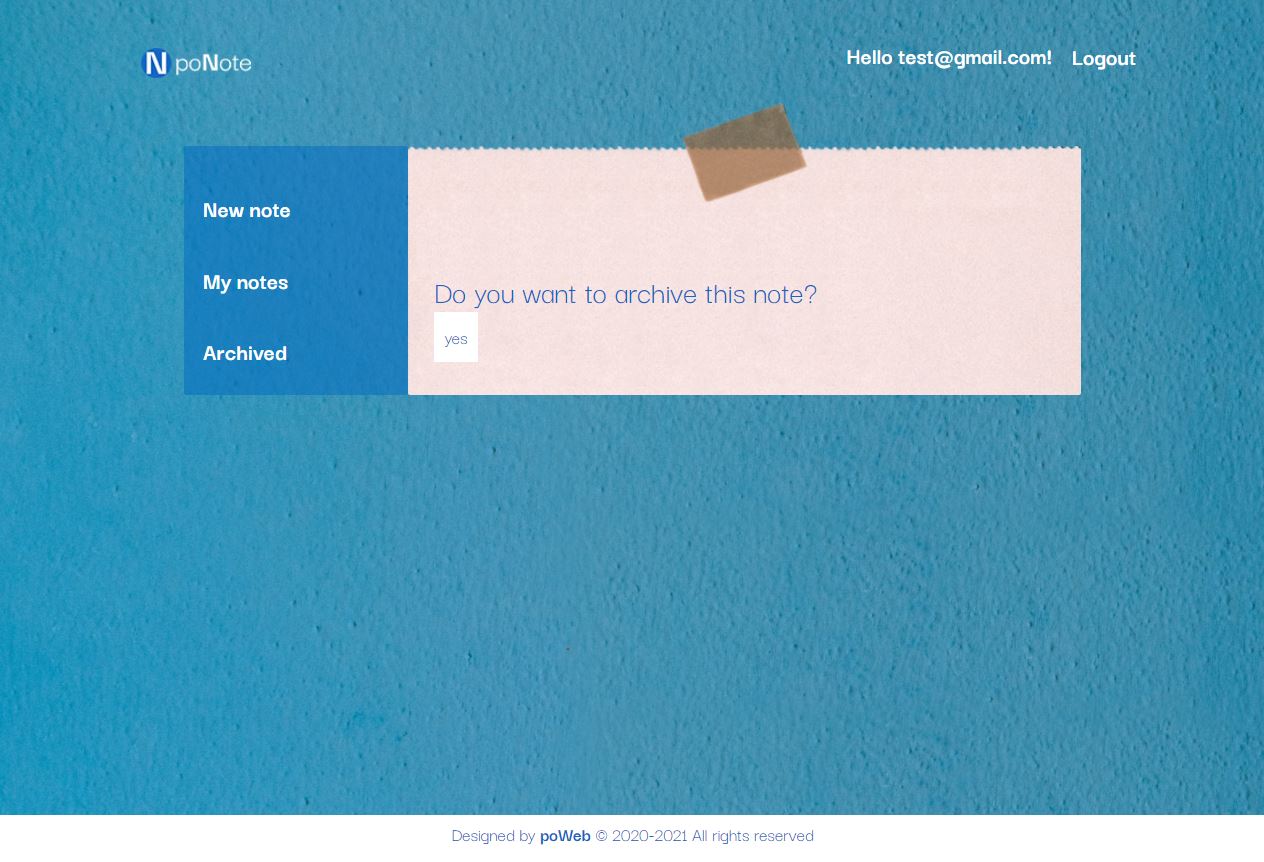 N poNote
Hello test@gmail.com! Logout
New note
My notes
Archived
Do you want to archive this note?
yes
Designed by poWeb © 2020-2021 All rights reserved